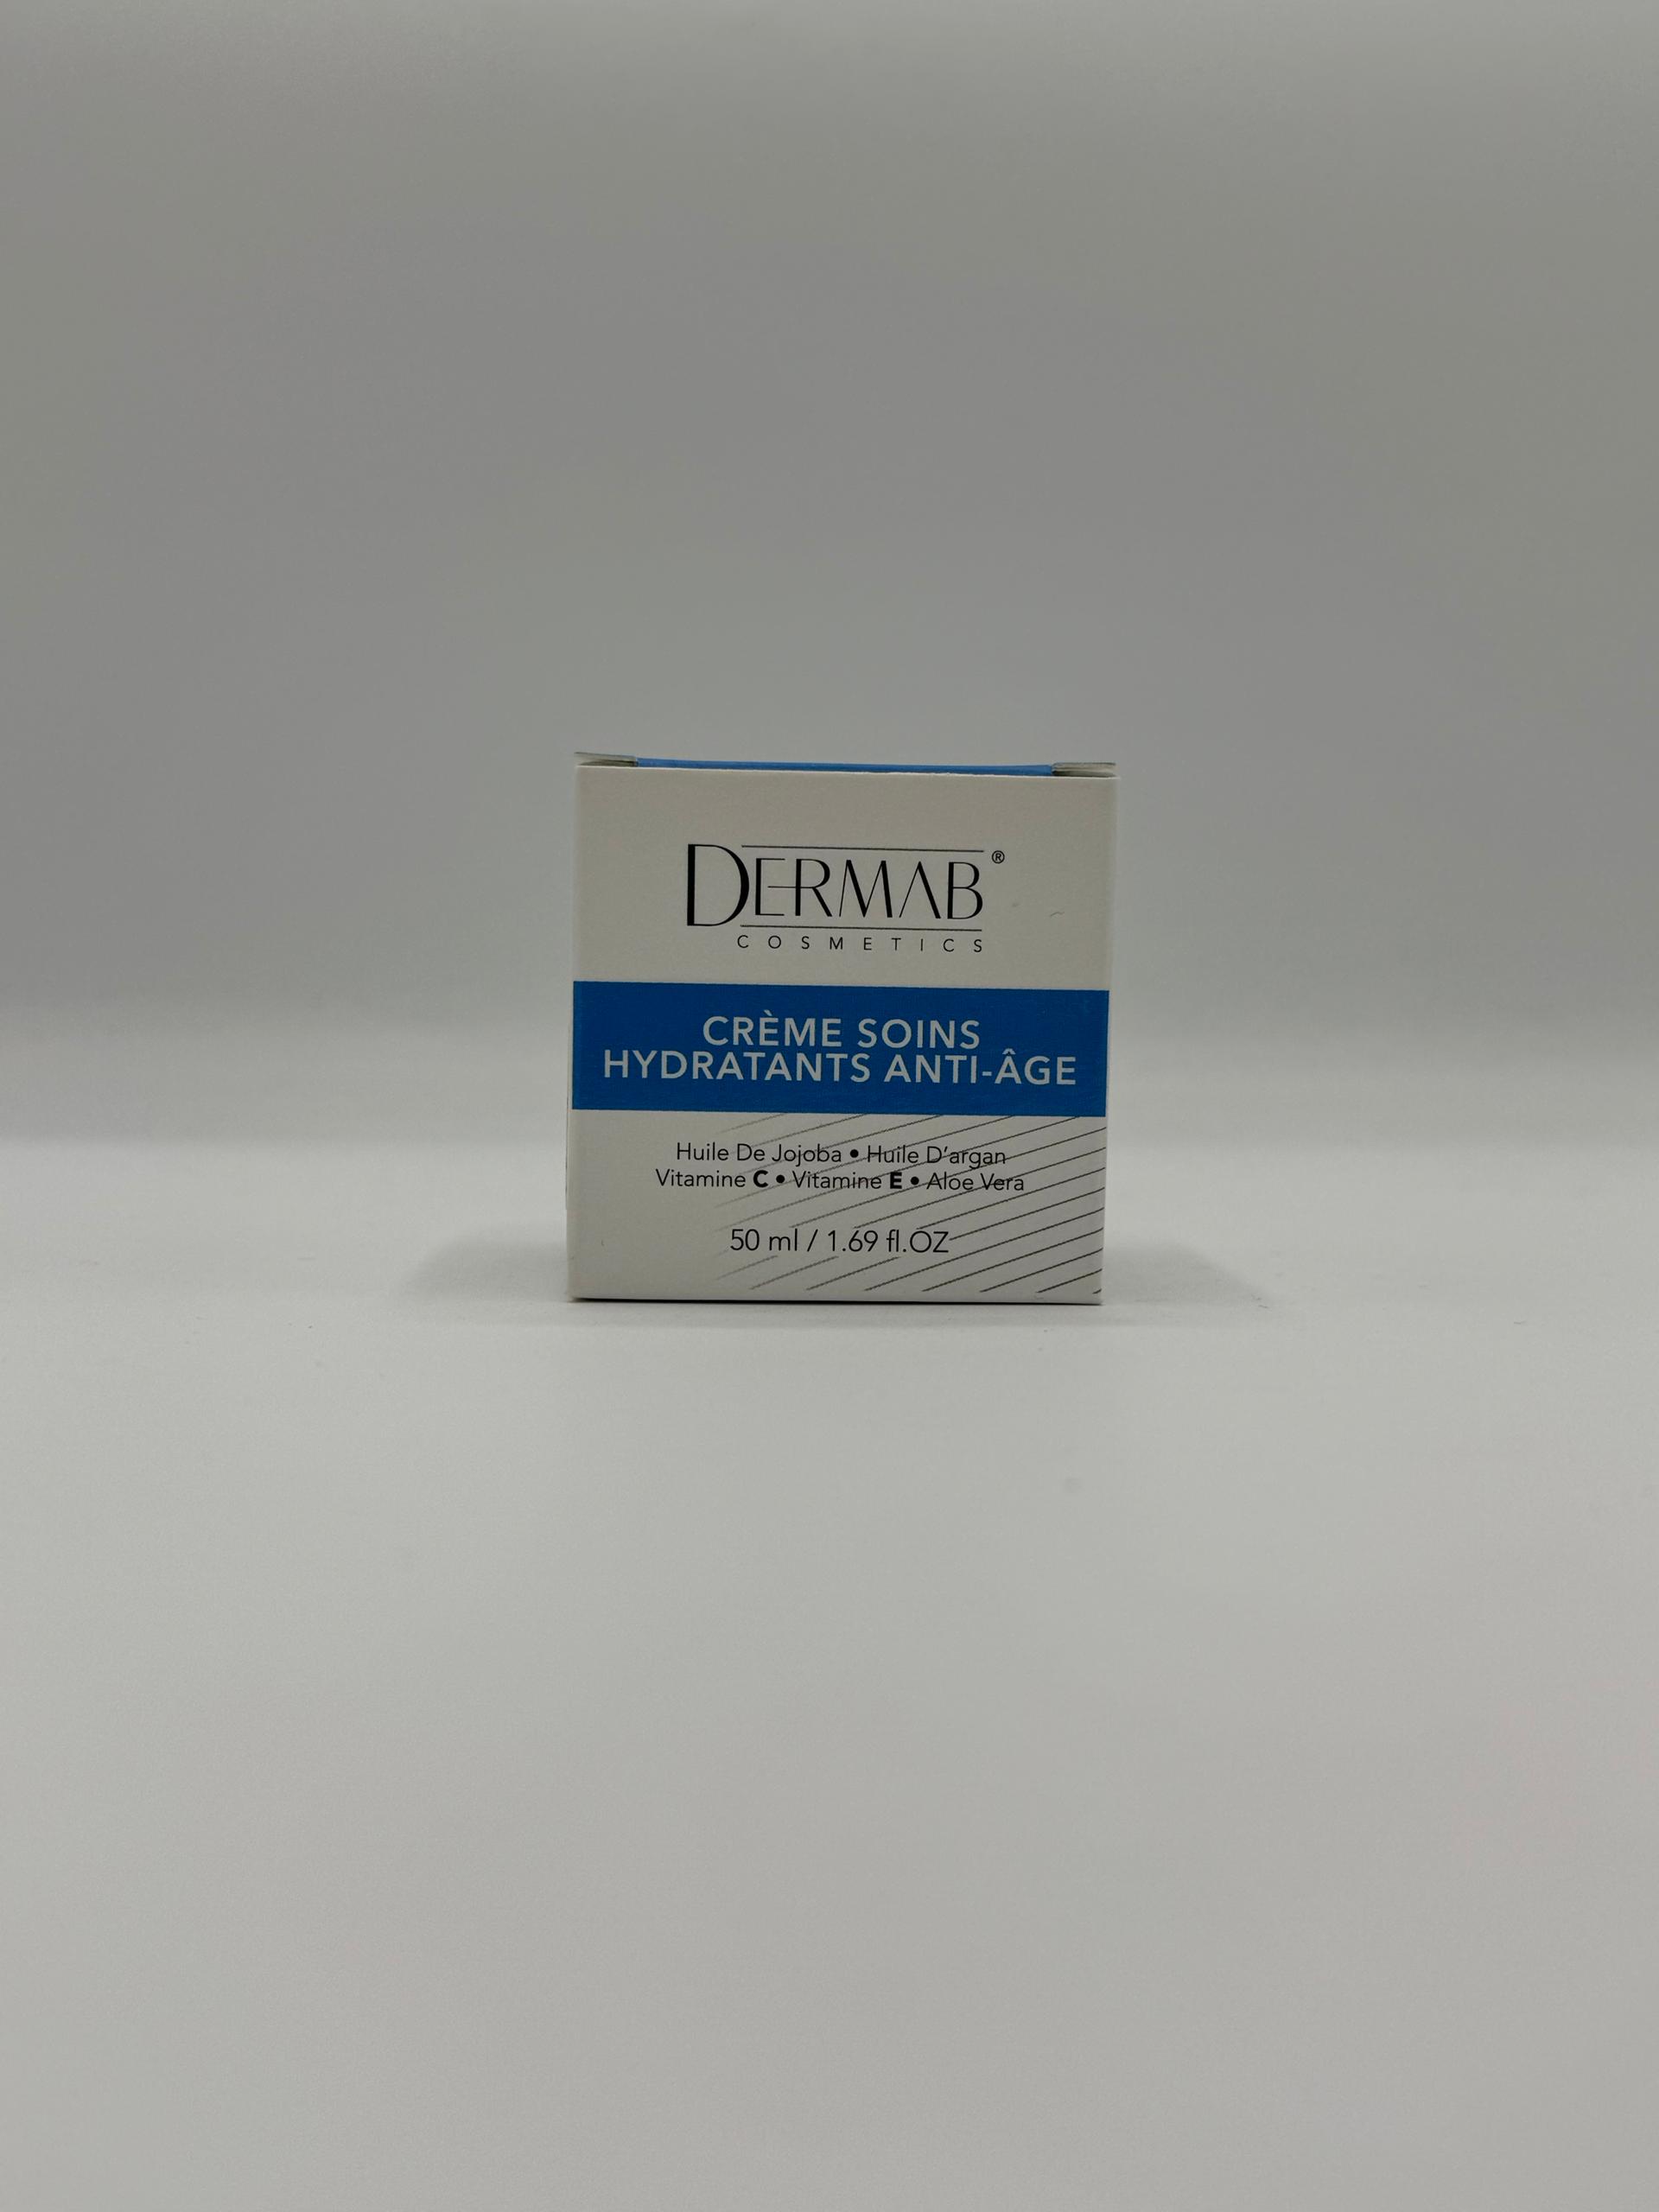 DERMAB®
COSMETICS
CRÈME SOINS
HYDRATANTS ANTI-ÂGE
Huile De Jojoba • Huile D'argan
Vitamine C • Vitamine E • Aloe Vera
50 ml / 1.69 fl.OZ